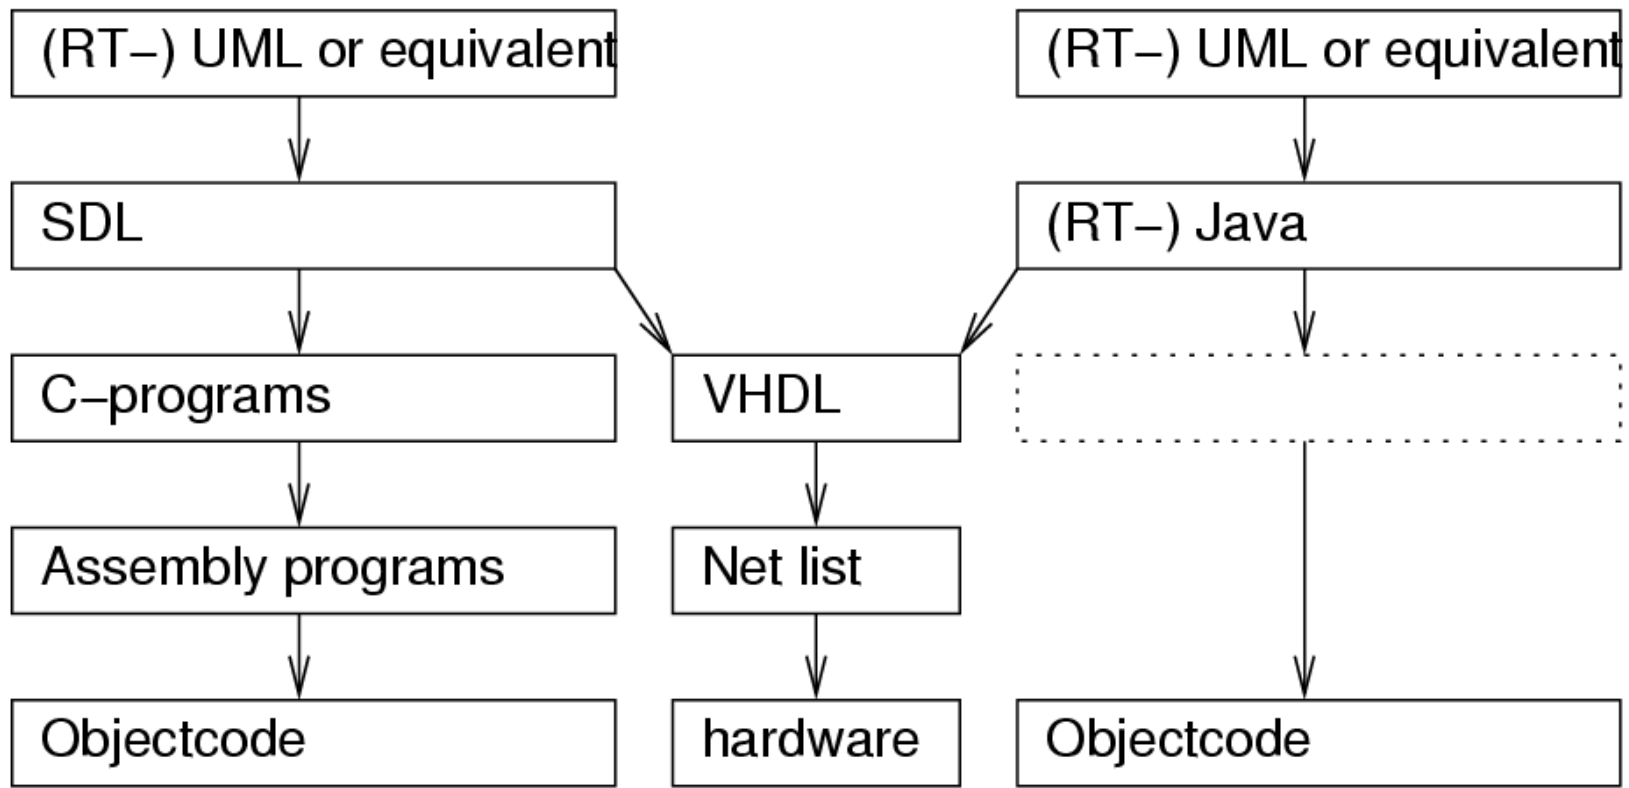 (RT–) UML or equivalent
(RT–) UML or equivalent
SDL
(RT–) Java
C–programs
VHDL
Assembly programs
Net list
Objectcode
hardware
Objectcode